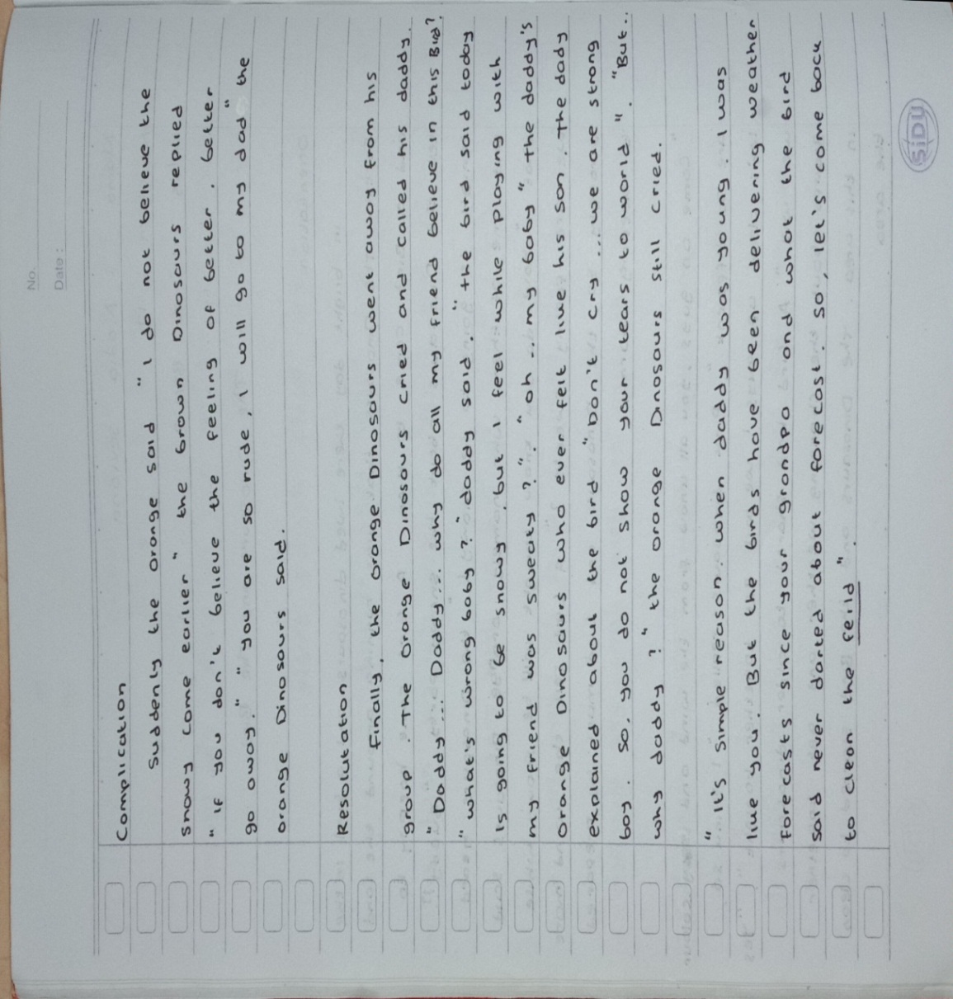 No.
Date :
Complication
Suddenly the orange said " I do not believe the
snowy come earlier " the brown Dinosaurs replied
" If you don't believe the feeling of better . better
go away . " " you are so rude , I will go to my dad " the
orange Dinosaurs said .
Resolutation
Finally , the orange Dinosaurs went away from his
group . The orange Dinosaurs cried and called his daddy .
" Daddy .... Daddy ... why do all my friend believe in this Bird ?
" what's wrong baby ? " daddy said . " the bird said today
is going to be snowy , but I feel while playing with
my friend was sweaty ? " . " oh ... my baby " the daddy's
orange Dinosaurs who ever felt like his son . The dady
explained about the bird " Don't cry ... we are strong
boy . So , you do not show your tears to world " . " But ..
why daddy ? " the orange Dinosaurs still cried .
" It's simple reason . when daddy was young . I was
like you . But the birds have been delivering weather
forecasts since your grandpa and what the bird
said never darted about forecast . so , let's come back
to clean the feild " .
SIDU